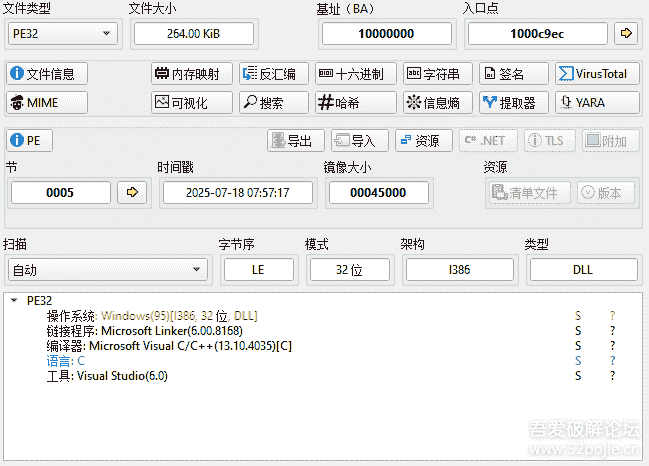 文件类型 文件大小 基址（BA） 入口点
PE32 264.00 KiB 10000000 1000c9ec
文件信息 内存映射 反汇编 十六进制 字符串 签名 VirusTotal
MIME 可视化 搜索 哈希 信息熵 提取器 YARA
PE 导出 导入 资源 .NET TLS 附加
节 时间戳 镜像大小 资源
0005 2025-07-18 07:57:17 00045000 清单文件 版本
扫描 字节序 模式 架构 类型
自动 LE 32 位 I386 DLL
PE32
操作系统: Windows(95)[I386, 32 位, DLL] S ?
链接程序: Microsoft Linker(6.00.8168) S ?
编译器: Microsoft Visual C/C++(13.10.4035)[C] S ?
语言: C S ?
工具: Visual Studio(6.0) S ?
吾爱破解论坛
www.52pojie.cn